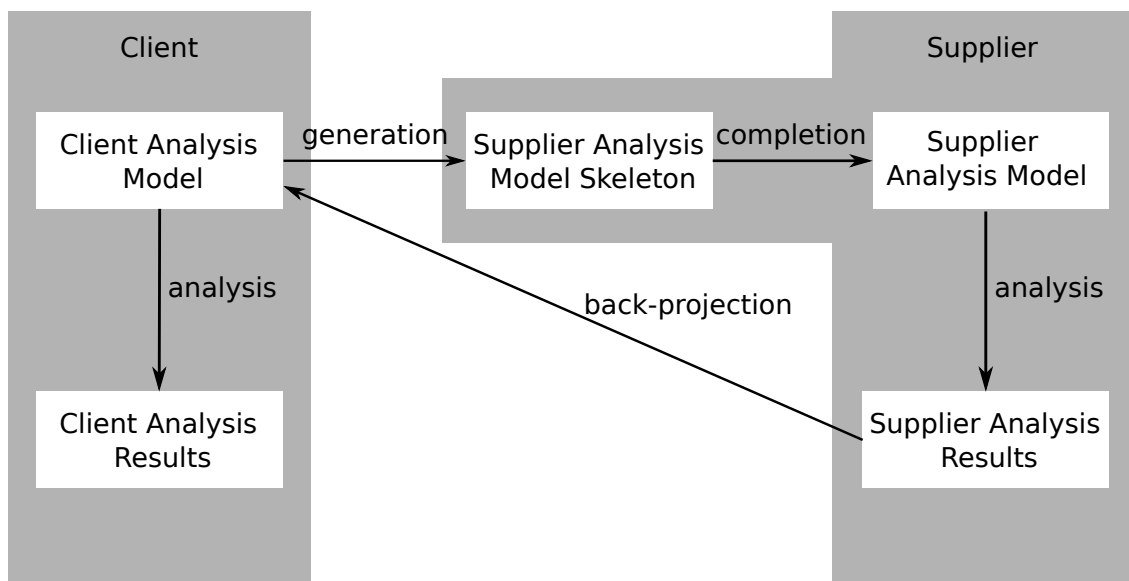 Client
Supplier
Client Analysis
Model
generation
Supplier Analysis
Model Skeleton
completion
Supplier
Analysis Model
analysis
analysis
back-projection
Client Analysis
Results
Supplier Analysis
Results